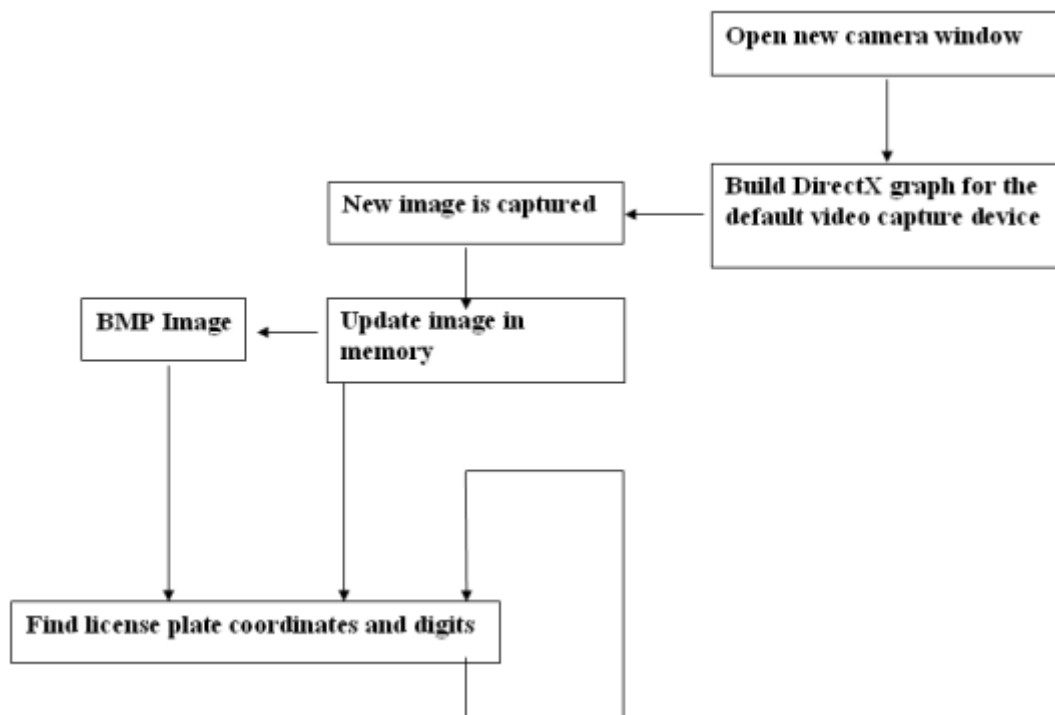 Open new camera window
Build DirectX graph for the
default video capture device
New image is captured
Update image in
memory
BMP Image
Find license plate coordinates and digits